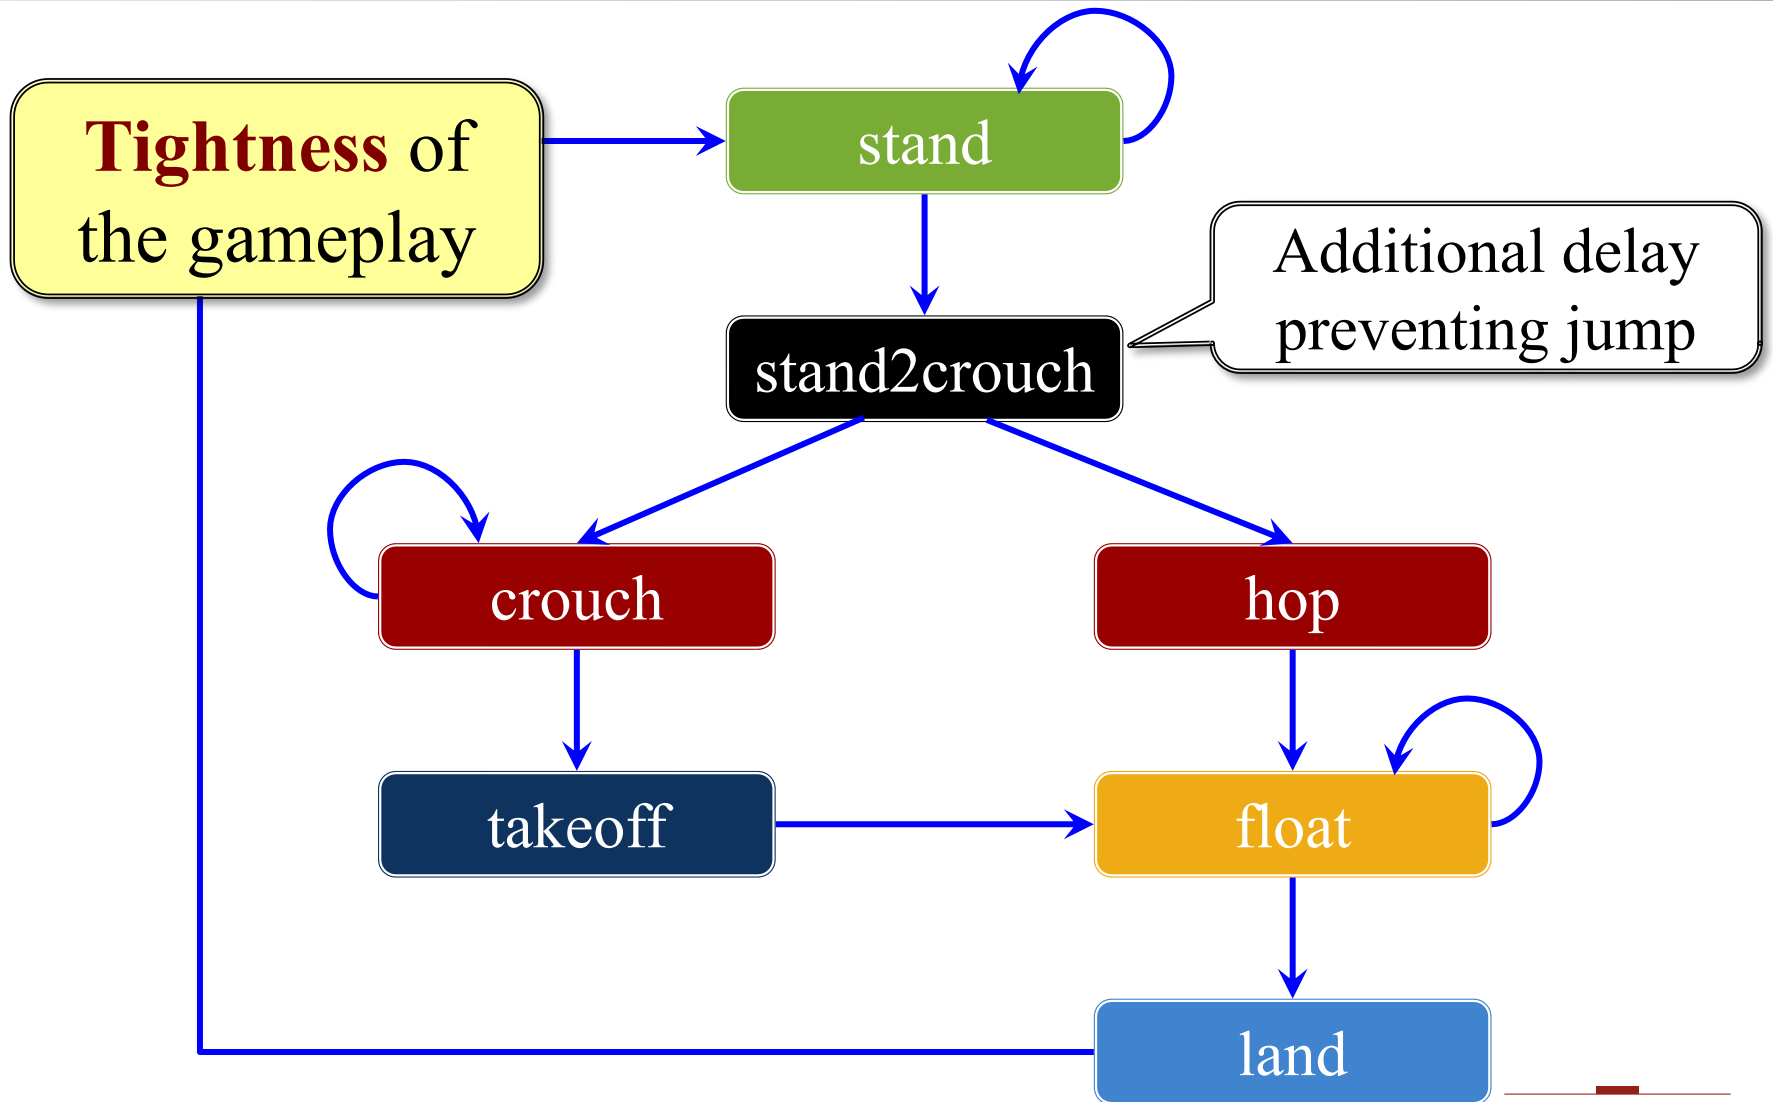 Tightness of
the gameplay
stand
Additional delay
preventing jump
stand2crouch
crouch
hop
takeoff
float
land